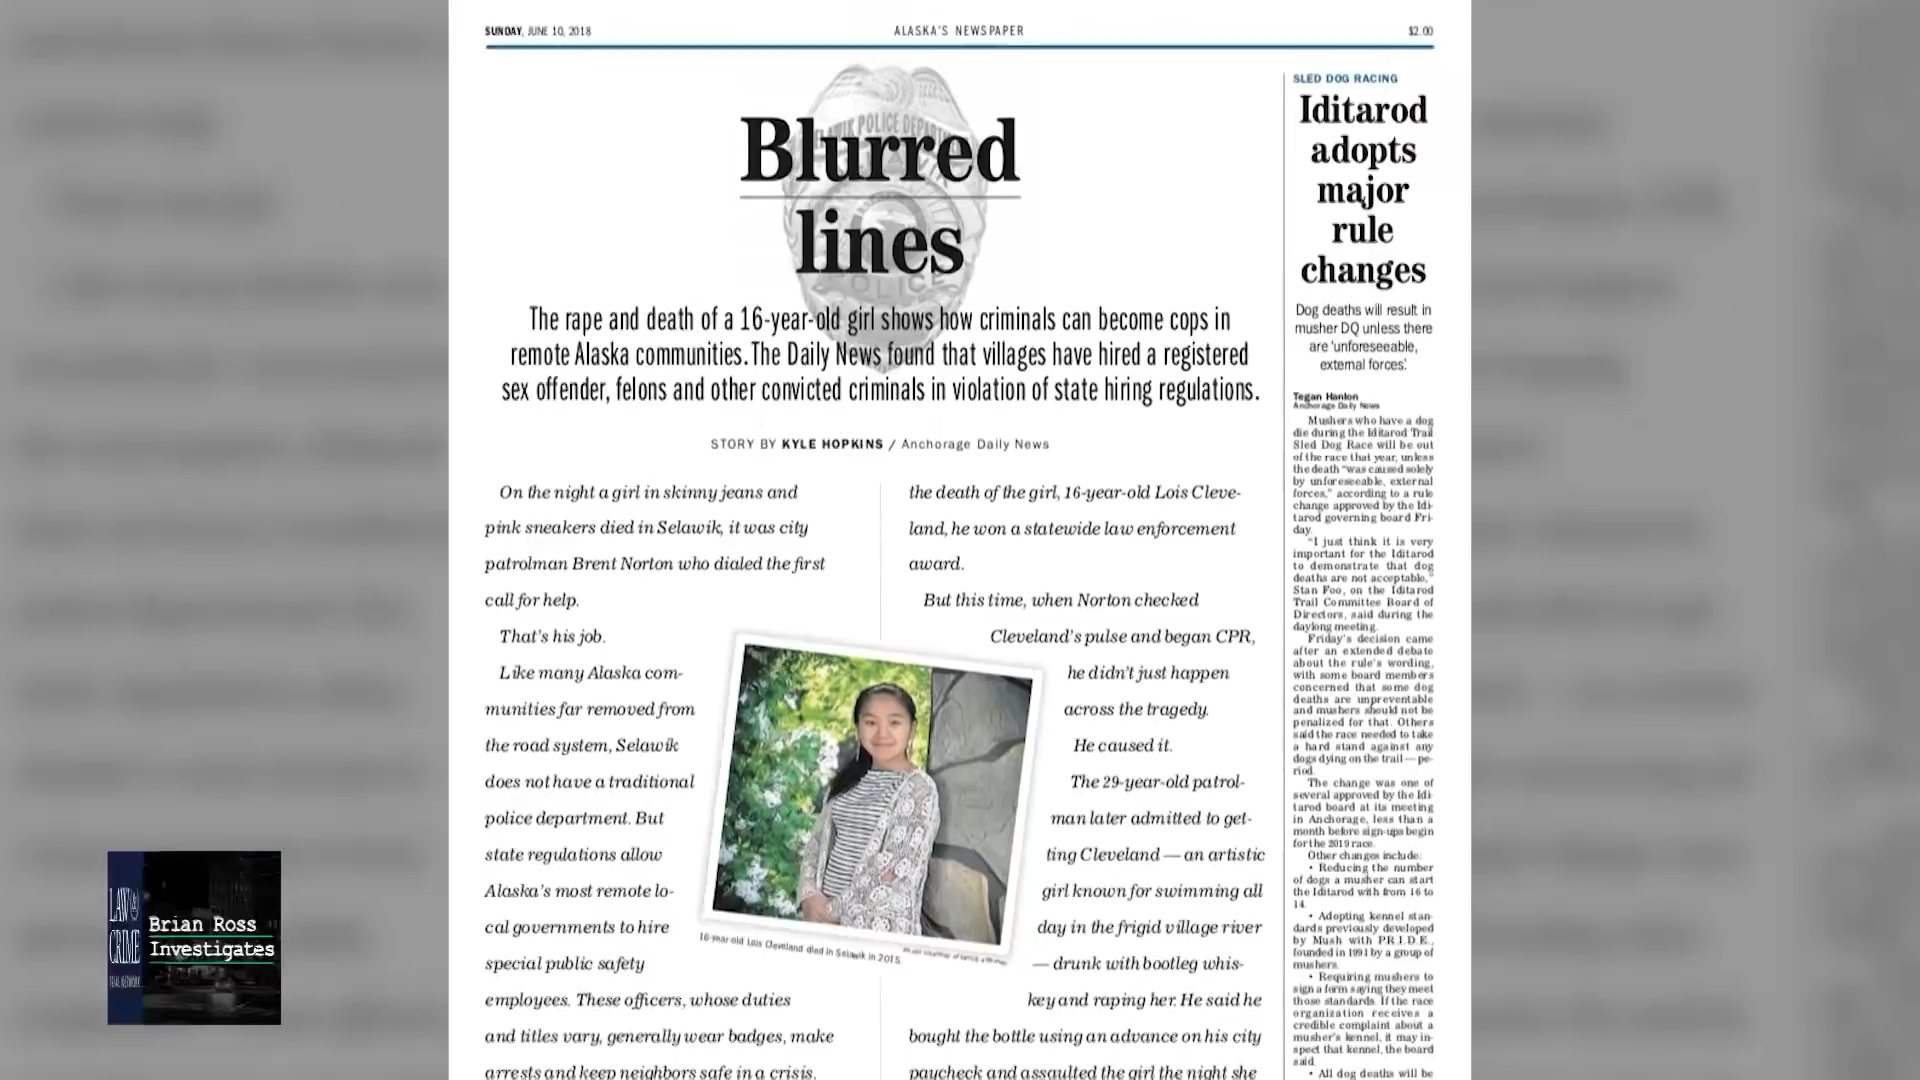 SUNDAY, JUNE 10, 2018
ALASKA'S NEWSPAPER
$2.00
Blurred
lines
The rape and death of a 16-year-old girl shows how criminals can become cops in
remote Alaska communities. The Daily News found that villages have hired a registered
sex offender, felons and other convicted criminals in violation of state hiring regulations.
STORY BY KYLE HOPKINS / Anchorage Daily News
On the night a girl in skinny jeans and
pink sneakers died in Selawik, it was city
patrolman Brent Norton who dialed the first
call for help.
That's his job.
Like many Alaska com-
munities far removed from
the road system, Selawik
does not have a traditional
police department. But
state regulations allow
Alaska's most remote lo-
cal governments to hire
special public safety
employees. These officers, whose duties
and titles vary, generally wear badges, make
arrests and keep neighbors safe in a crisis.
the death of the girl, 16-year-old Lois Cleve-
land, he won a statewide law enforcement
award.
But this time, when Norton checked
Cleveland's pulse and began CPR,
he didn't just happen
across the tragedy.
He caused it.
The 29-year-old patrol-
man later admitted to get-
ting Cleveland — an artistic
girl known for swimming all
day in the frigid village river
— drunk with bootleg whis-
key and raping her. He said he
bought the bottle using an advance on his city
paycheck and assaulted the girl the night she
16-year-old Lois Cleveland died in Selawik in 2015
SLED DOG RACING
Iditarod
adopts
major
rule
changes
Dog deaths will result in
musher DQ unless there
are 'unforeseeable,
external forces.'
Tegan Hanlon
Anchorage Daily News
Mushers who have a dog
die during the Iditarod Trail
Sled Dog Race will be out
of the race that year, unless
the death "was caused solely
by unforeseeable, external
forces," according to a rule
change approved by the Idi-
tarod governing board Fri-
day.
"I just think it is very
important for the Iditarod
to demonstrate that dog
deaths are not acceptable,"
Stan Foo, on the Iditarod
Trail Committee Board of
Directors, said during the
daylong meeting.
Friday's decision came
after an extended debate
about the rule's wording,
with some board members
concerned that some dog
deaths are unpreventable
and mushers should not be
penalized for that. Others
said the race needed to take
a hard stand against any
dogs dying on the trail — pe-
riod.
The change was one of
several approved by the Idi-
tarod board at its meeting
in Anchorage, less than a
month before sign-ups begin
for the 2019 race.
Other changes include:
• Reducing the number
of dogs a musher can start
the Iditarod with from 16 to
14.
• Adopting kennel stan-
dards previously developed
by Mush with P.R.I.D.E.,
founded in 1991 by a group of
mushers.
• Requiring mushers to
sign a form saying they meet
those standards. If the race
organization receives a
credible complaint about a
musher's kennel, it may in-
spect that kennel, the board
said.
• All dog deaths will be
LAW &
CRIME
TRIAL NETWORK
Brian Ross
Investigates